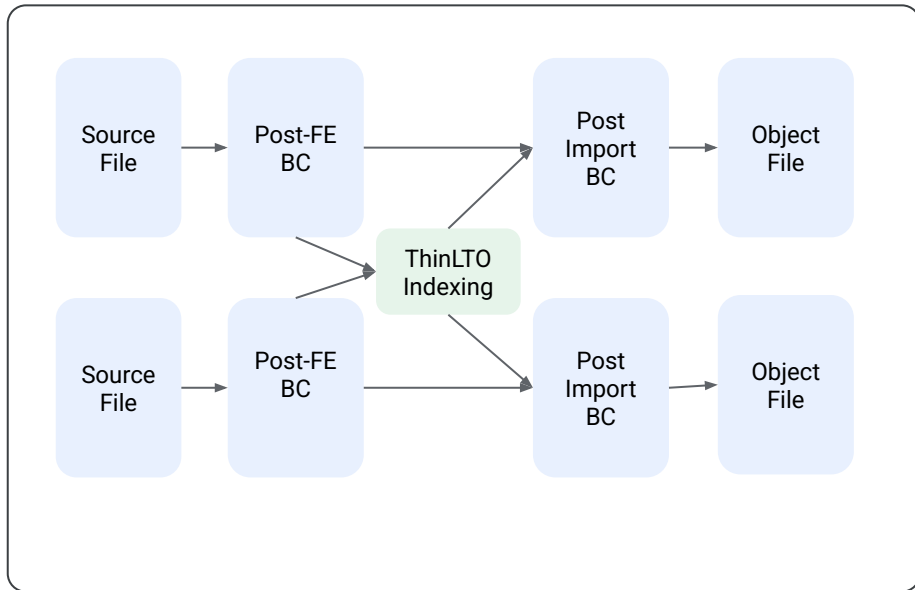 Source
File
Post-FE
BC
Post
Import
BC
Object
File
ThinLTO
Indexing
Source
File
Post-FE
BC
Post
Import
BC
Object
File